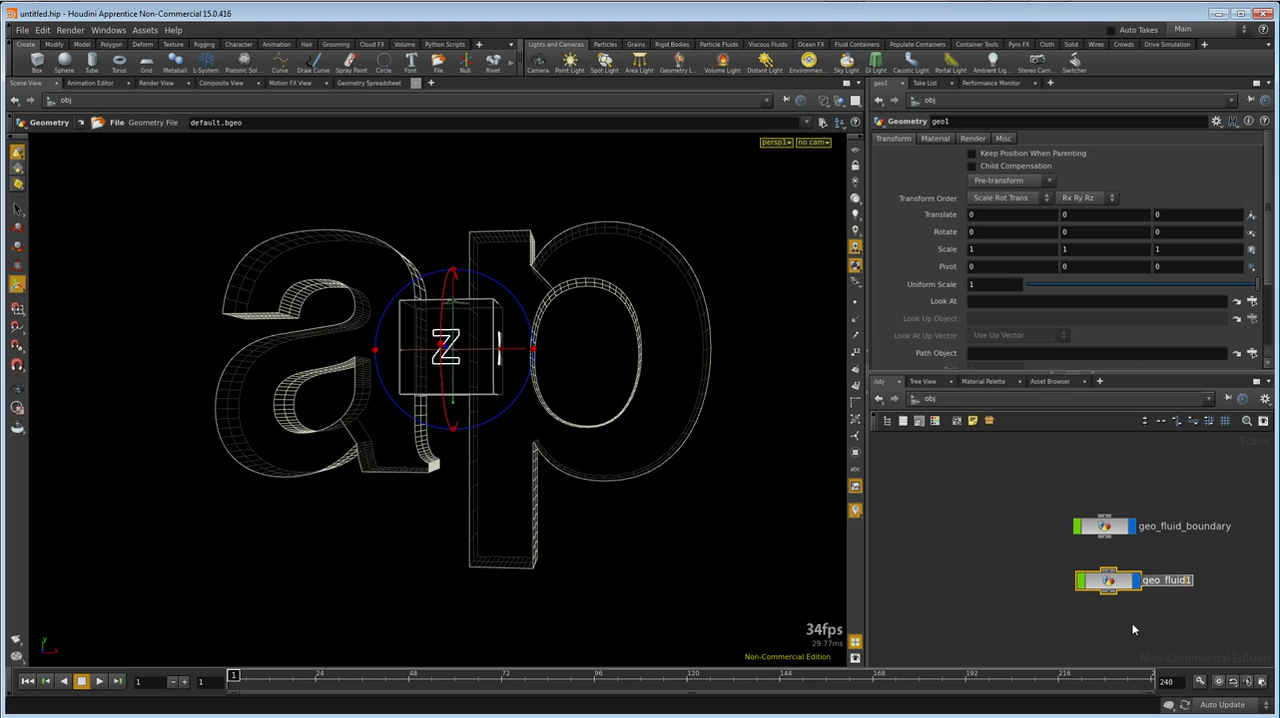 untitled.hip - Houdini Apprentice Non-Commercial 15.0.416
File Edit Render Windows Assets Help
Auto Takes Main
Create Modify Model Polygon Deform Texture Rigging Character Animation Hair Grooming Cloud FX Volume Python Scripts
Lights and Cameras Particles Grains Rigid Bodies Particle Fluids Viscous Fluids Ocean FX Fluid Containers Populate Containers Container Tools Pyro FX Cloth Solid Wires Crowds Drive Simulation
Box Sphere Tube Torus Grid Metaball L-System Platonic Sol... Curve Draw Curve Spray Paint Circle Font File Null Rivet
Camera Point Light Spot Light Area Light Geometry L... Volume Light Distant Light Environmen... Sky Light GI Light Caustic Light Portal Light Ambient Lig... Stereo Cam... Switcher
Scene View Animation Editor Render View Composite View Motion FX View Geometry Spreadsheet
geo1 Take List Performance Monitor
obj
obj
Geometry File Geometry File default.bgeo
Geometry geo1
persp1 no cam
Transform Material Render Misc
Keep Position When Parenting
Child Compensation
Pre-transform
Transform Order Scale Rot Trans Rx Ry Rz
Translate 0 0 0
Rotate 0 0 0
Scale 1 1 1
Pivot 0 0 0
Uniform Scale 1
Look At
Look Up Object
Look At Up Vector Use Up Vector
Path Object
/obj Tree View Material Palette Asset Browser
obj
Scene
ap
Z
geo_fluid_boundary
geo_fluid1
34fps
29.77ms
Non-Commercial Edition
Non-Commercial Edition
1 1 1 24 48 72 96 120 144 168 192 216 240
Auto Update